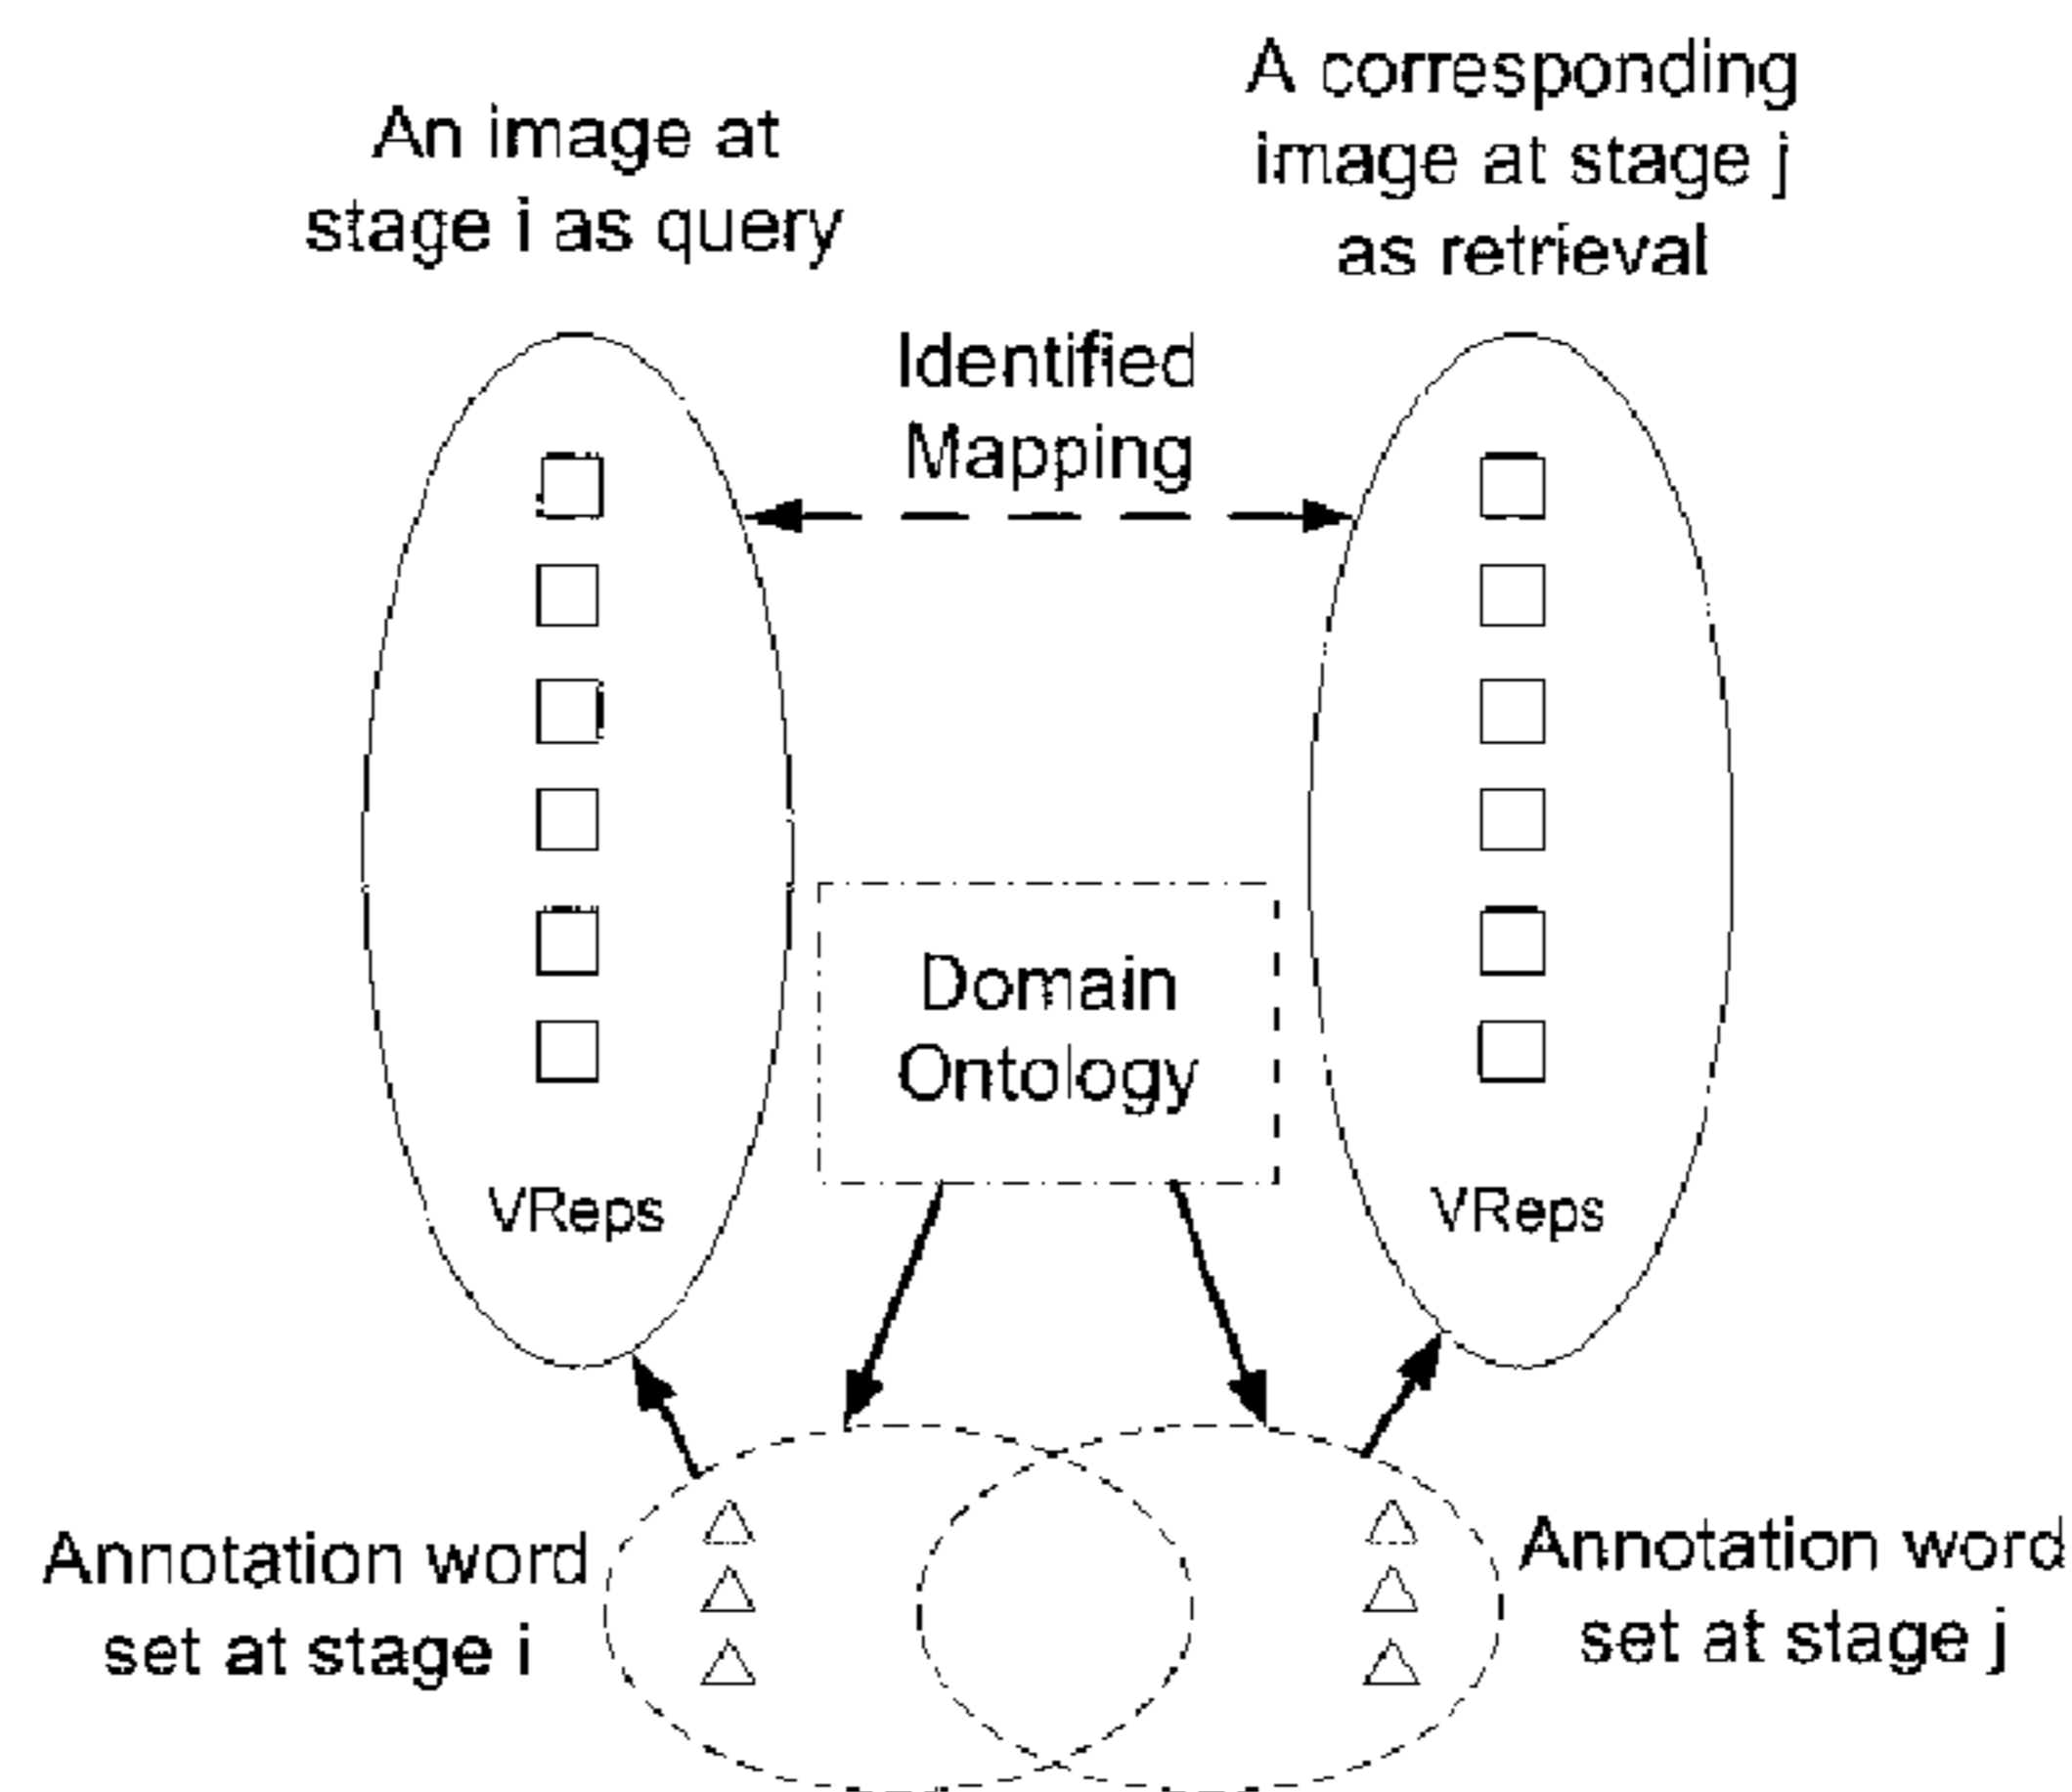 An image at
stage i as query
A corresponding
image at stage j
as retrieval
Identified
Mapping
Domain
Ontology
VReps
VReps
Annotation word
set at stage i
Annotation word
set at stage j